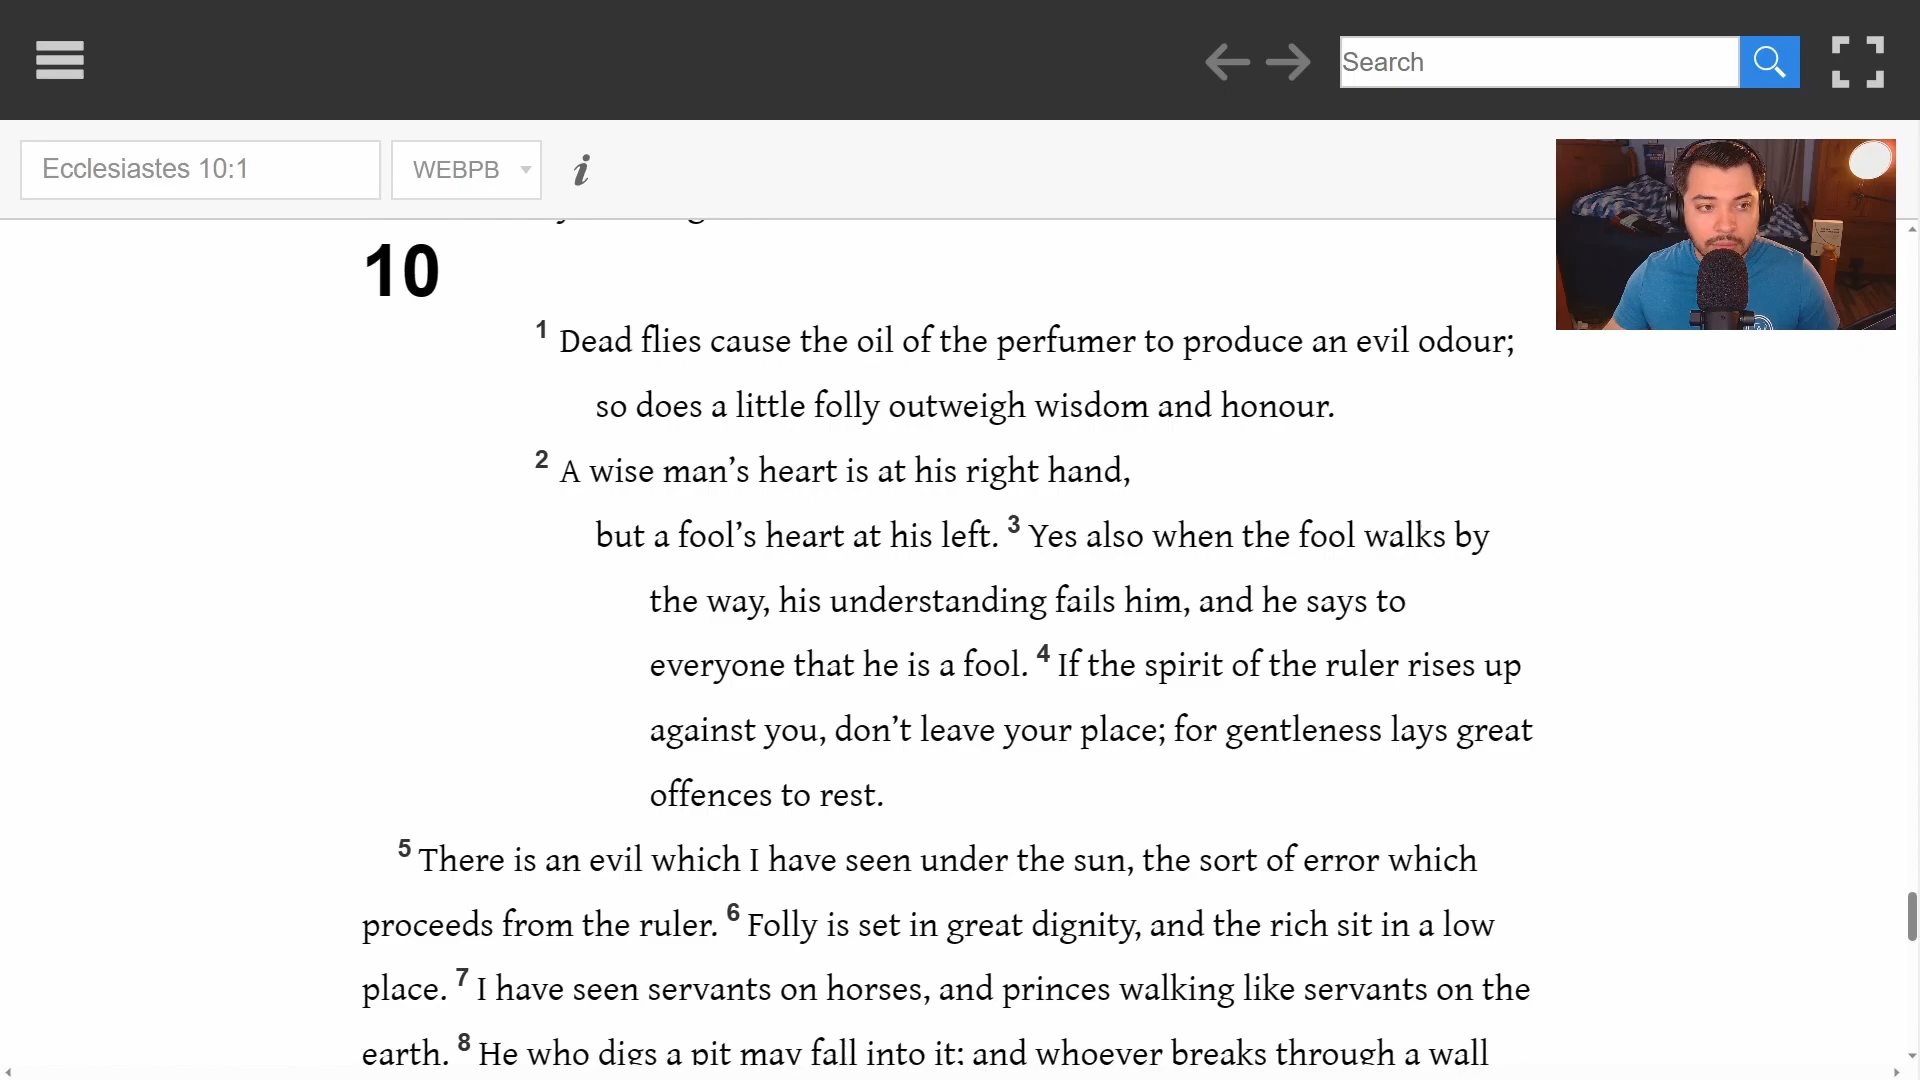 Search
Ecclesiastes 10:1
WEBPB
i
10
1 Dead flies cause the oil of the perfumer to produce an evil odour;
so does a little folly outweigh wisdom and honour.
2 A wise man’s heart is at his right hand,
but a fool’s heart at his left. 3 Yes also when the fool walks by
the way, his understanding fails him, and he says to
everyone that he is a fool. 4 If the spirit of the ruler rises up
against you, don’t leave your place; for gentleness lays great
offences to rest.
5 There is an evil which I have seen under the sun, the sort of error which
proceeds from the ruler. 6 Folly is set in great dignity, and the rich sit in a low
place. 7 I have seen servants on horses, and princes walking like servants on the
earth. 8 He who digs a pit may fall into it; and whoever breaks through a wall